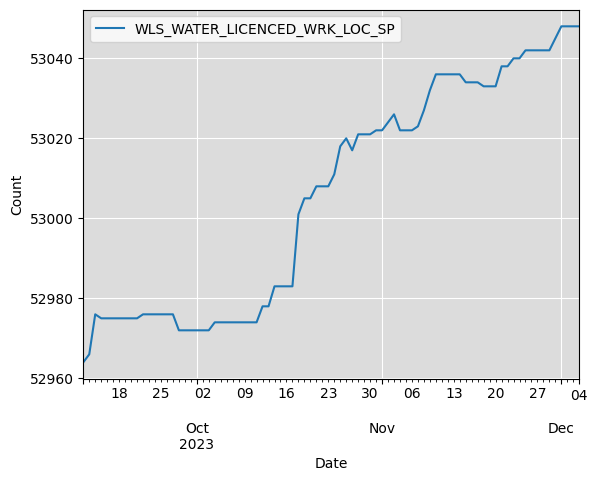 WLS_WATER_LICENCED_WRK_LOC_SP
53040
53020
53000
52980
52960
Count
18 25 02 09 16 23 30 06 13 20 27 04
Oct Nov Dec
2023
Date